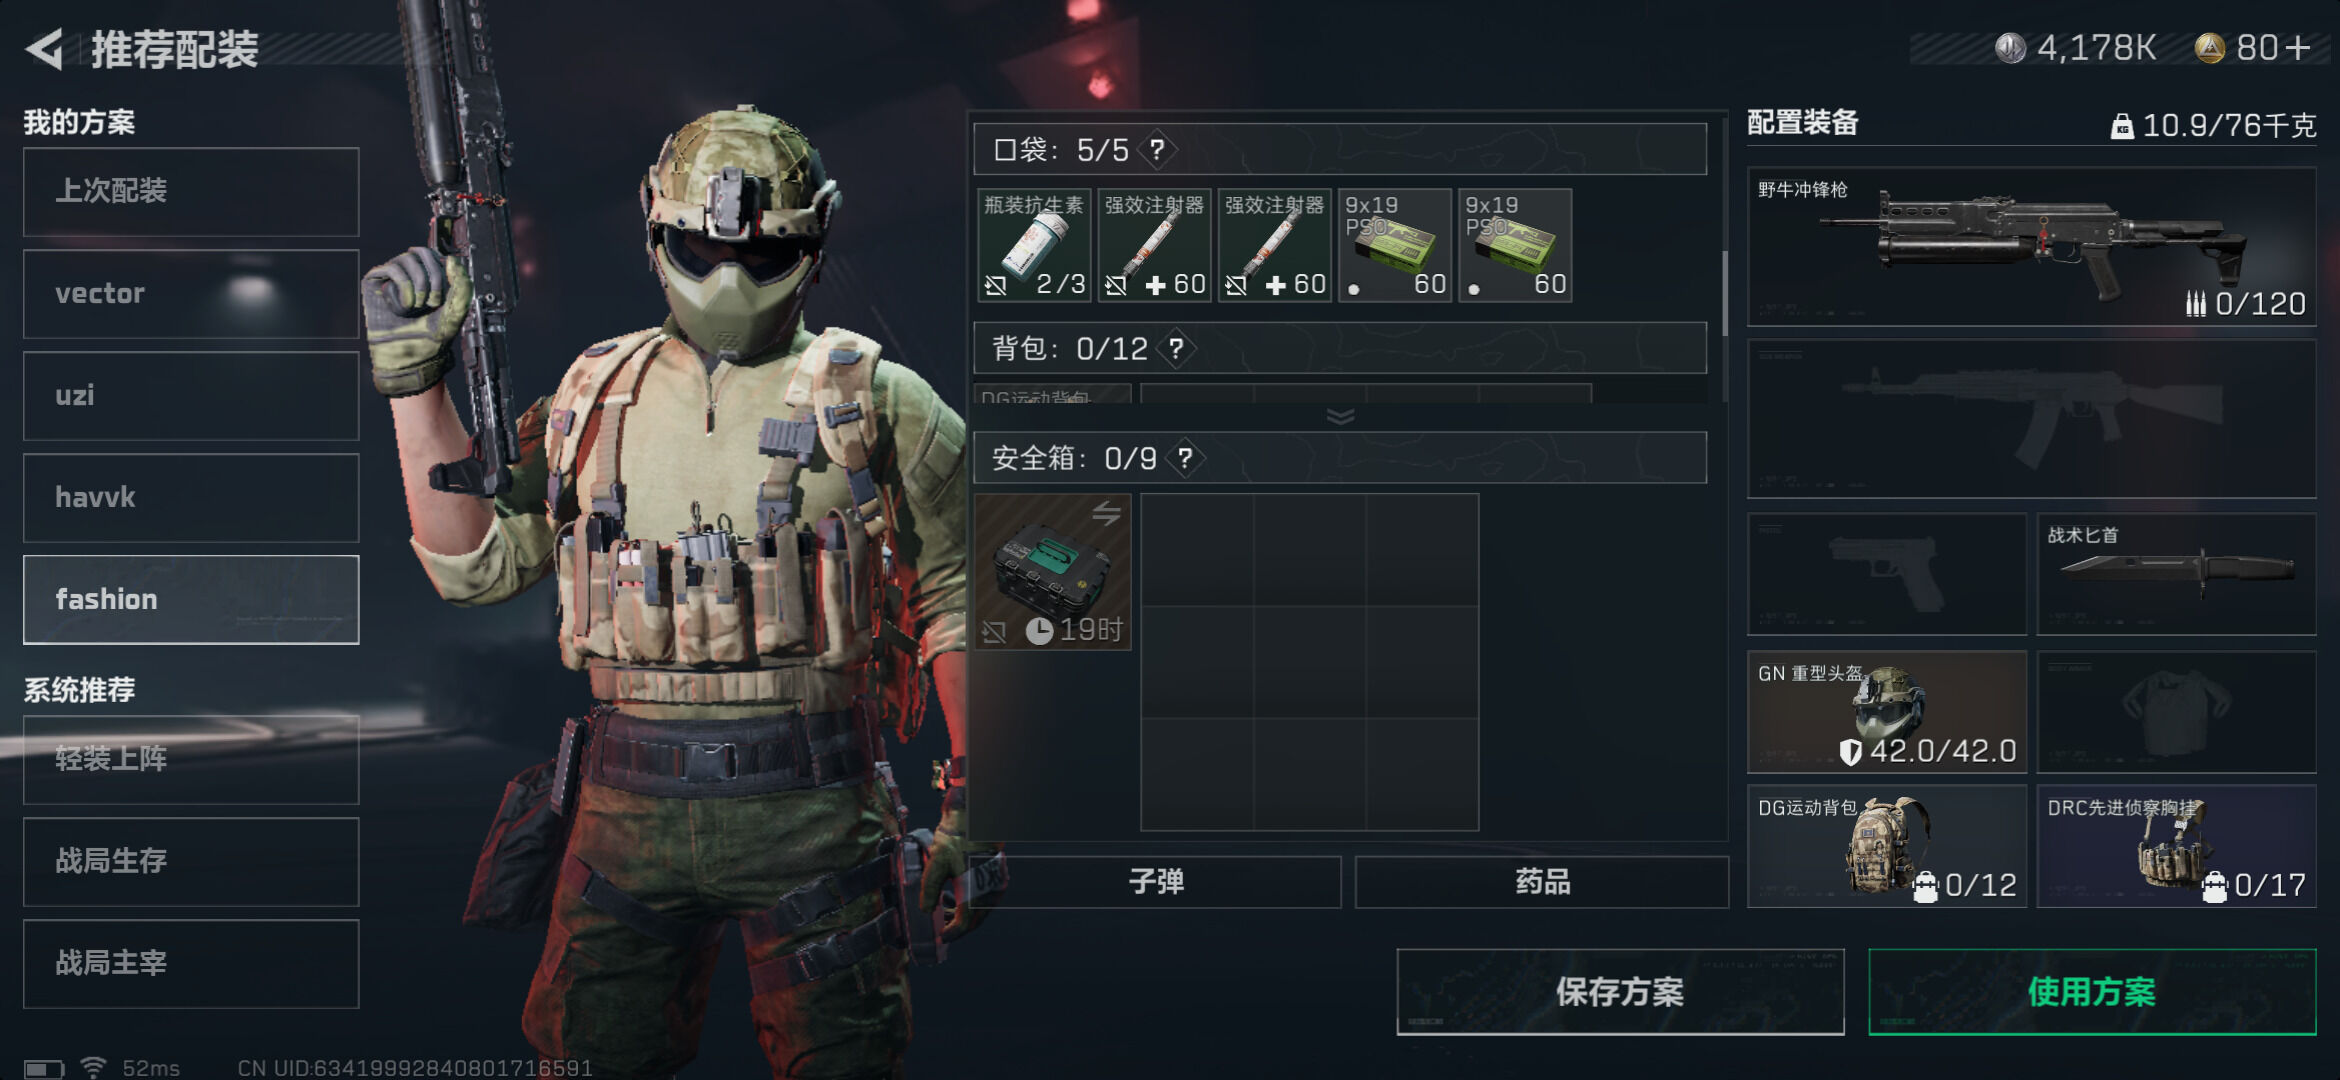 推荐配装
4,178K
80+
我的方案
上次配装
vector
uzi
havvk
fashion
系统推荐
轻装上阵
战局生存
战局主宰
口袋：5/5 ?
瓶装抗生素
2/3
强效注射器
60
强效注射器
60
9x19
PSO
60
9x19
PSO
60
背包：0/12 ?
DG运动背包
安全箱：0/9 ?
19时
子弹
药品
配置装备
10.9/76千克
野牛冲锋枪
0/120
战术匕首
GN 重型头盔
42.0/42.0
DG运动背包
0/12
DRC先进侦察胸挂
0/17
保存方案
使用方案
52ms
CN UID:63419992840801716591